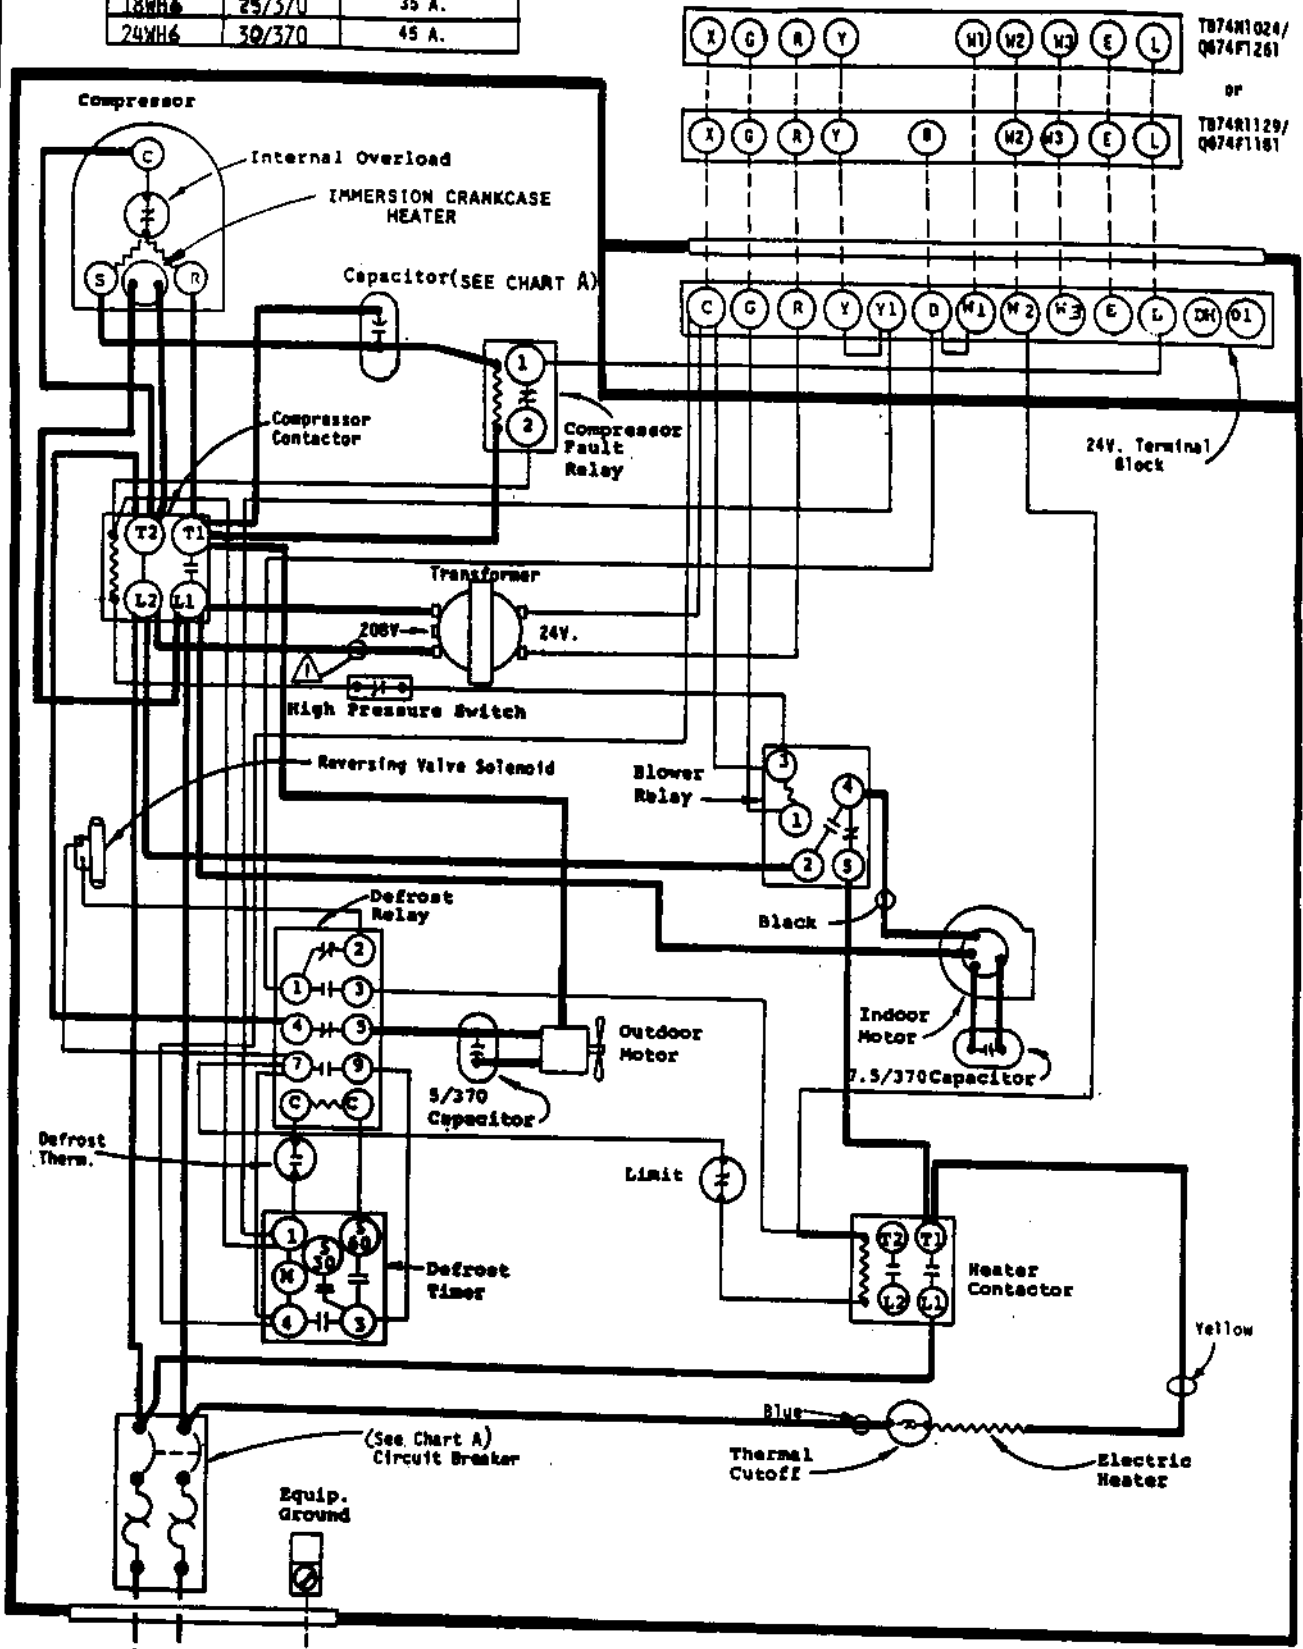 18WH6 25/370 35 A.
24WH6 30/370 45 A.
X G R Y W1 W2 W3 E L
TB74N1024/
Q674F1261
or
X G R Y B W2 W3 E L
TB74R1129/
Q674F1181
Compressor
C
Internal Overload
IMMERSION CRANKCASE
HEATER
S R
Capacitor(SEE CHART A)
C G R Y Y1 D W1 W2 W3 E L DH D1
1
2
Compressor
Fault
Relay
Compressor
Contactor
24V. Terminal
Block
T2 T1
L2 L1
Transformer
208V
24V.
1
High Pressure Switch
Reversing Valve Solenoid
Blower
Relay
3
4
1
2 5
Black
Defrost
Relay
2
1 3
4 5
7 9
C C
Outdoor
Motor
5/370
Capacitor
Indoor
Motor
7.5/370Capacitor
Defrost
Therm.
Limit
1
S
30
S
60
M
4 3
Defrost
Timer
T2 T1
L2 L1
Heater
Contactor
Yellow
Blue
Thermal
Cutoff
Electric
Heater
(See Chart A)
Circuit Breaker
Equip.
Ground